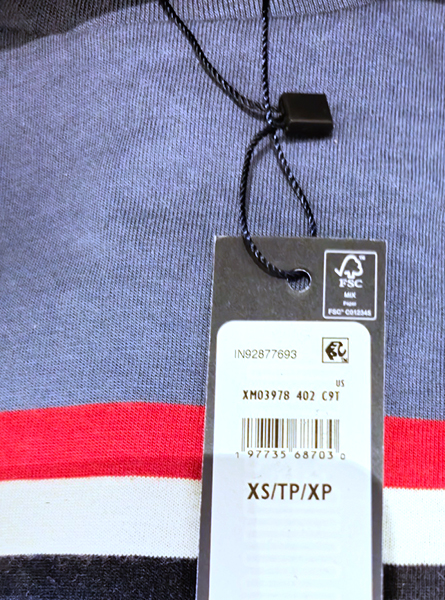 FSC
MIX
Paper
FSC® C012345
IN92877693
US
XM03978 402 C9T
1 97735 68703 0
XS/TP/XP